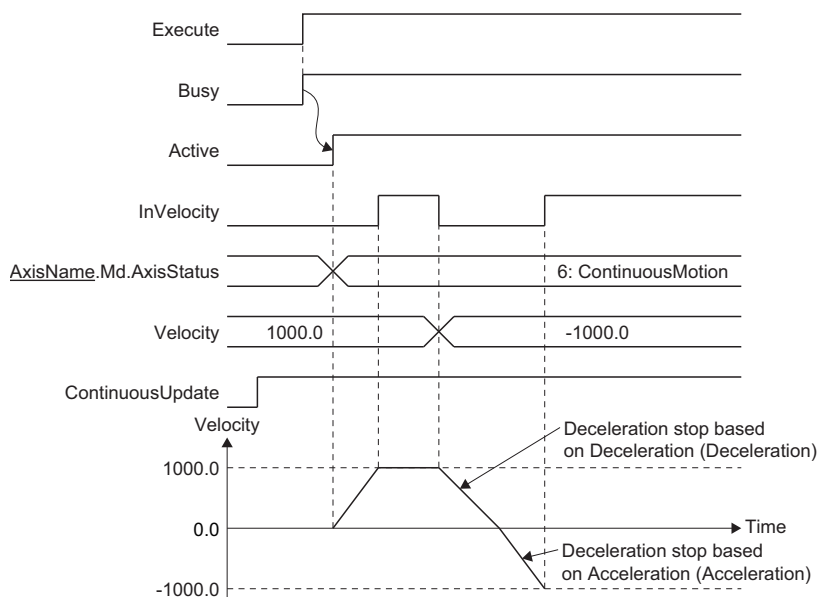 Execute
Busy
Active
InVelocity
AxisName.Md.AxisStatus
6: ContinuousMotion
Velocity
1000.0
-1000.0
ContinuousUpdate
Velocity
Deceleration stop based
on Deceleration (Deceleration)
1000.0
0.0
Time
Deceleration stop based
on Acceleration (Acceleration)
-1000.0